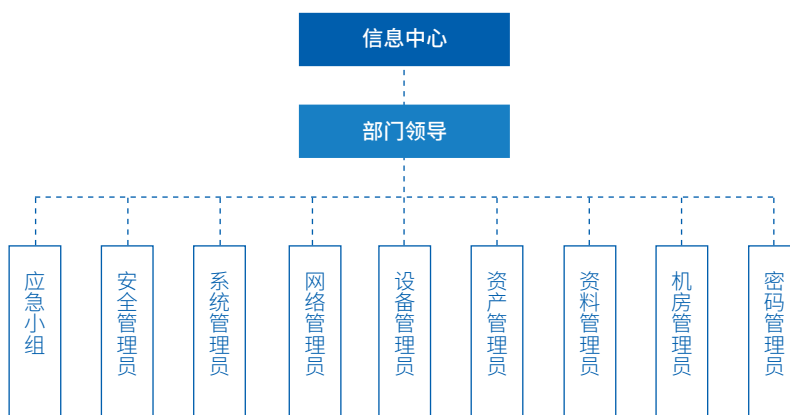 信息中心
部门领导
应急小组
安全管理员
系统管理员
网络管理员
设备管理员
资产管理员
资料管理员
机房管理员
密码管理员